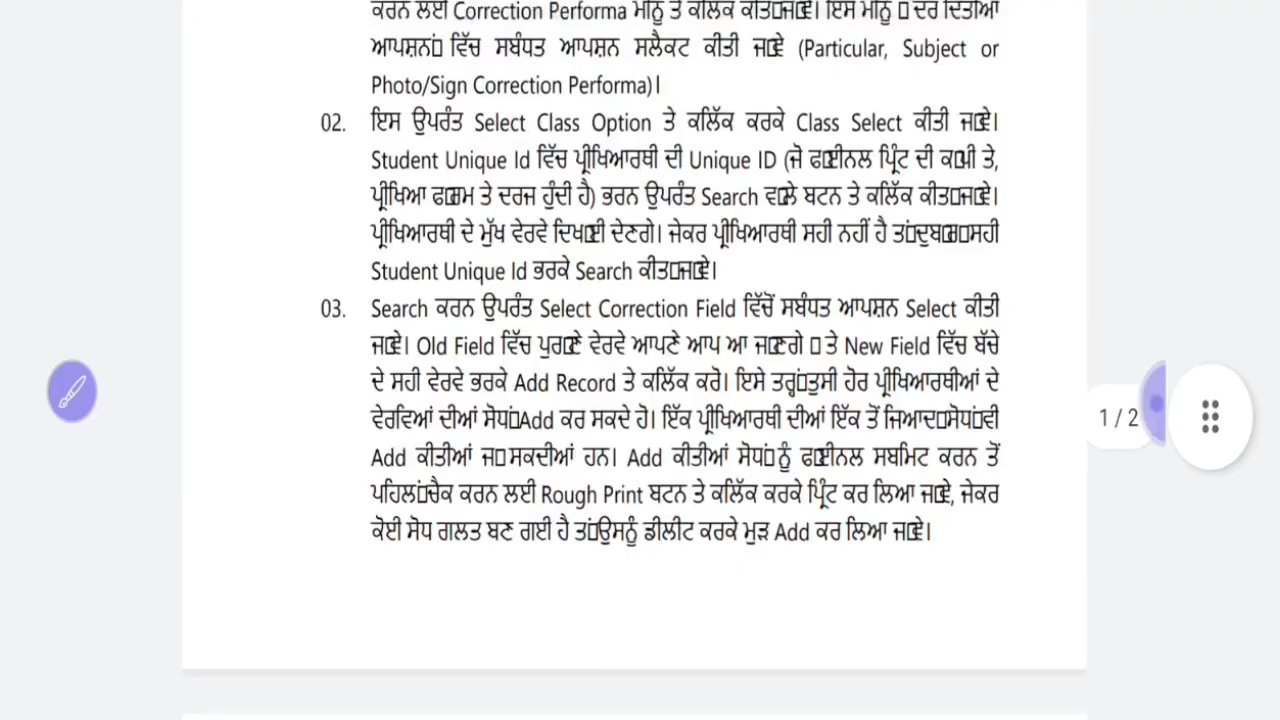 ਕਰਨ ਲਈ Correction Performa ਮੀਨੂ ਤੇ ਕਲਿੱਕ ਕੀਤਾ ਜਾਵੇ। ਇਸ ਮੀਨੂ ਦਿੱਤੀਆਂ
ਆਪਸ਼ਨਾਂ ਵਿੱਚ ਸਬੰਧਤ ਆਪਸ਼ਨ ਸਲੈਕਟ ਕੀਤੀ ਜਾਵੇ (Particular, Subject or
Photo/Sign Correction Performa)।
02. ਇਸ ਉਪਰੰਤ Select Class Option ਤੇ ਕਲਿੱਕ ਕਰਕੇ Class Select ਕੀਤੀ ਜਾਵੇ।
Student Unique Id ਵਿੱਚ ਪ੍ਰੀਖਿਆਰਥੀ ਦੀ Unique ID (ਜੋ ਫਾਈਨਲ ਪ੍ਰਿੰਟ ਦੀ ਕਾਪੀ ਤੇ,
ਪ੍ਰੀਖਿਆ ਫਾਰਮ ਤੇ ਦਰਜ ਹੁੰਦੀ ਹੈ) ਭਰਨ ਉਪਰੰਤ Search ਵਾਲੇ ਬਟਨ ਤੇ ਕਲਿੱਕ ਕੀਤਾ ਜਾਵੇ।
ਪ੍ਰੀਖਿਆਰਥੀ ਦੇ ਮੁੱਖ ਵੇਰਵੇ ਦਿਖਾਈ ਦੇਣਗੇ। ਜੇਕਰ ਪ੍ਰੀਖਿਆਰਥੀ ਸਹੀ ਨਹੀਂ ਹੈ ਤਾਂ ਦੁਬਾਰਾ ਸਹੀ
Student Unique Id ਭਰਕੇ Search ਕੀਤਾ ਜਾਵੇ।
03. Search ਕਰਨ ਉਪਰੰਤ Select Correction Field ਵਿੱਚੋਂ ਸਬੰਧਤ ਆਪਸ਼ਨ Select ਕੀਤੀ
ਜਾਵੇ। Old Field ਵਿੱਚ ਪੁਰਾਣੇ ਵੇਰਵੇ ਆਪਣੇ ਆਪ ਆ ਜਾਣਗੇ ਤੇ New Field ਵਿੱਚ ਬੱਚੇ
ਦੇ ਸਹੀ ਵੇਰਵੇ ਭਰਕੇ Add Record ਤੇ ਕਲਿੱਕ ਕਰੋ। ਇਸੇ ਤਰ੍ਹਾਂ ਤੁਸੀ ਹੋਰ ਪ੍ਰੀਖਿਆਰਥੀਆਂ ਦੇ
ਵੇਰਵਿਆਂ ਦੀਆਂ ਸੋਧਾਂ Add ਕਰ ਸਕਦੇ ਹੋ। ਇੱਕ ਪ੍ਰੀਖਿਆਰਥੀ ਦੀਆਂ ਇੱਕ ਤੋਂ ਜਿਆਦਾ ਸੋਧਾਂ ਵੀ
Add ਕੀਤੀਆਂ ਜਾ ਸਕਦੀਆਂ ਹਨ। Add ਕੀਤੀਆਂ ਸੋਧਾਂ ਨੂੰ ਫਾਈਨਲ ਸਬਮਿਟ ਕਰਨ ਤੋਂ
ਪਹਿਲਾਂ ਚੈਕ ਕਰਨ ਲਈ Rough Print ਬਟਨ ਤੇ ਕਲਿੱਕ ਕਰਕੇ ਪ੍ਰਿੰਟ ਕਰ ਲਿਆ ਜਾਵੇ, ਜੇਕਰ
ਕੋਈ ਸੋਧ ਗਲਤ ਬਣ ਗਈ ਹੈ ਤਾਂ ਉਸਨੂੰ ਡੀਲੀਟ ਕਰਕੇ ਮੁੜ Add ਕਰ ਲਿਆ ਜਾਵੇ।
1 / 2